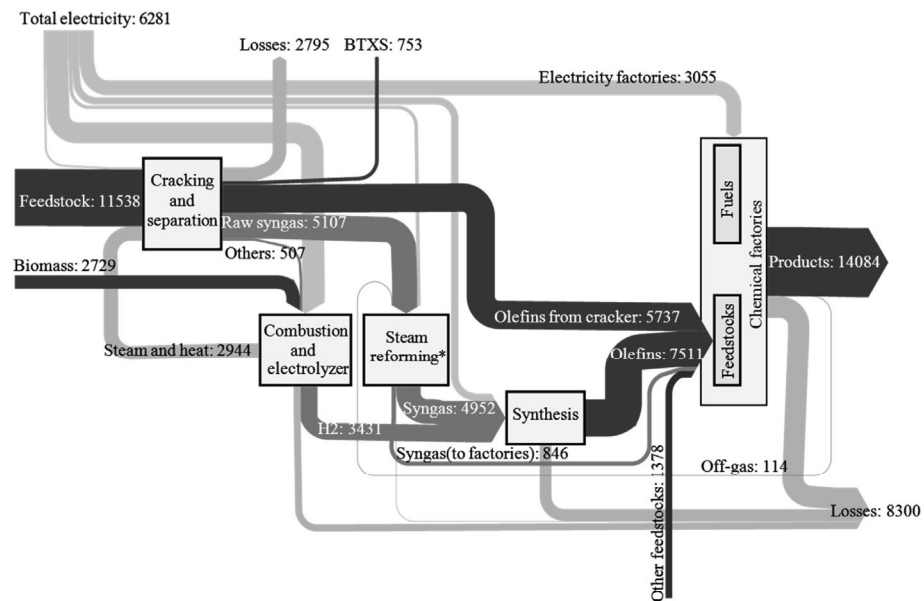 Total electricity: 6281
Losses: 2795
BTXS: 753
Electricity factories: 3055
Feedstock: 11538
Cracking
and
separation
Raw syngas: 5107
Others: 507
Biomass: 2729
Fuels
Feedstocks
Chemical factories
Products: 14084
Olefins from cracker: 5737
Steam and heat: 2944
Combustion
and
electrolyzer
Steam
reforming*
Olefins: 7511
Syngas: 4952
Synthesis
H2: 3431
Syngas(to factories): 846
Off-gas: 114
Other feedstocks: 1378
Losses: 8300